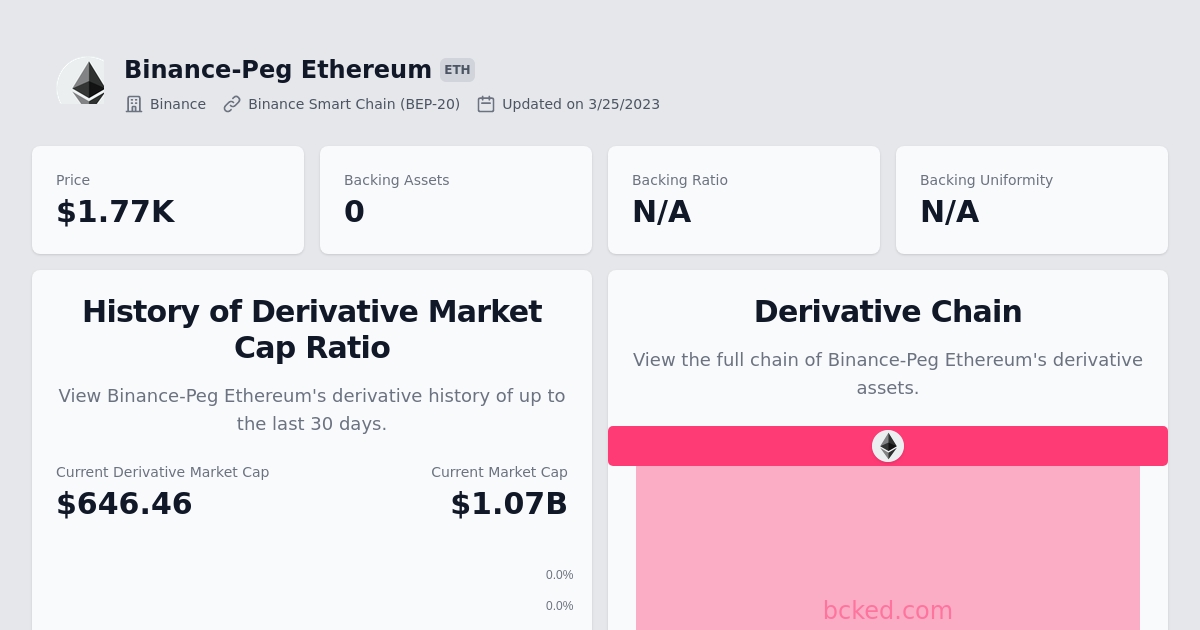 Binance-Peg Ethereum ETH
Binance Binance Smart Chain (BEP-20) Updated on 3/25/2023
Price
$1.77K
Backing Assets
0
Backing Ratio
N/A
Backing Uniformity
N/A
History of Derivative Market
Cap Ratio
View Binance-Peg Ethereum's derivative history of up to
the last 30 days.
Current Derivative Market Cap
$646.46
Current Market Cap
$1.07B
0.0%
0.0%
Derivative Chain
View the full chain of Binance-Peg Ethereum's derivative
assets.
bcked.com